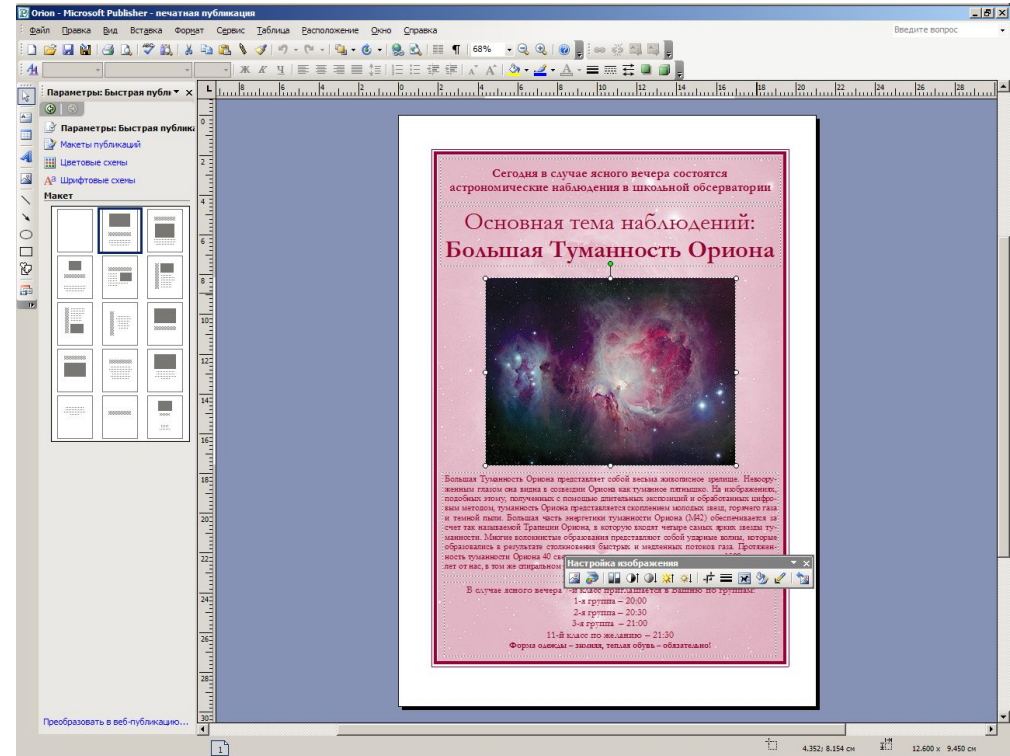 Orion - Microsoft Publisher - печатная публикация
Файл Правка Вид Вставка Формат Сервис Таблица Расположение Окно Справка
Введите вопрос
68%
Ж К Ч
Параметры: Быстрая публи
Параметры: Быстрая публика
Макеты публикаций
Цветовые схемы
Шрифтовые схемы
Макет
Сегодня в случае ясного вечера состоятся
астрономические наблюдения в школьной обсерватории
Основная тема наблюдений:
Большая Туманность Ориона
Большая Туманность Ориона представляет собой весьма живописное зрелище. Невоору-
женным глазом она видна в созвездии Ориона как туманное пятнышко. На изображениях,
подобных этому, полученных с помощью длительных экспозиций и обработанных цифро-
вым методом, туманность Ориона представляется скоплением молодых звезд, горячего газа
и темной пыли. Большая часть энергетики туманности Ориона (М42) обеспечивается за
счет так называемой Трапеции Ориона, в которую входят четыре самых ярких звезды ту-
манности. Многие волокнистые образования представляют собой ударные волны, которые
образовались в результате столкновения быстрых и медленных потоков газа. Протяжен-
ность туманности Ориона 40 све
лет от нас, в том же спиральном
Настройка изображения
В случае ясного вечера класс приглашается в Башню по группам:
1-я группа – 20:00
2-я группа – 20:30
3-я группа – 21:00
11-й класс по желанию – 21:30
Форма одежды – зимняя, теплая обувь – обязательно!
Преобразовать в веб-публикацию...
1
4.352; 8.154 см
12.600 x 9.450 см